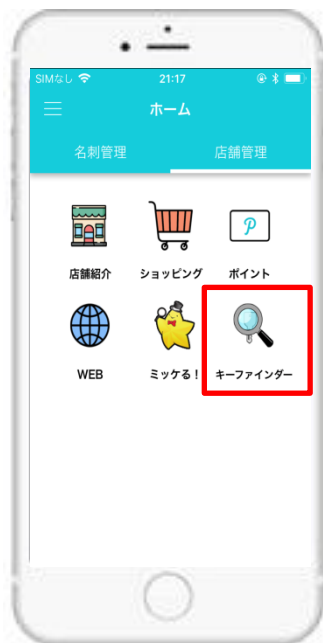 SIMなし 21:17
ホーム
名刺管理 店舗管理
P
店舗紹介 ショッピング ポイント
WEB ミッケる! キーファインダー